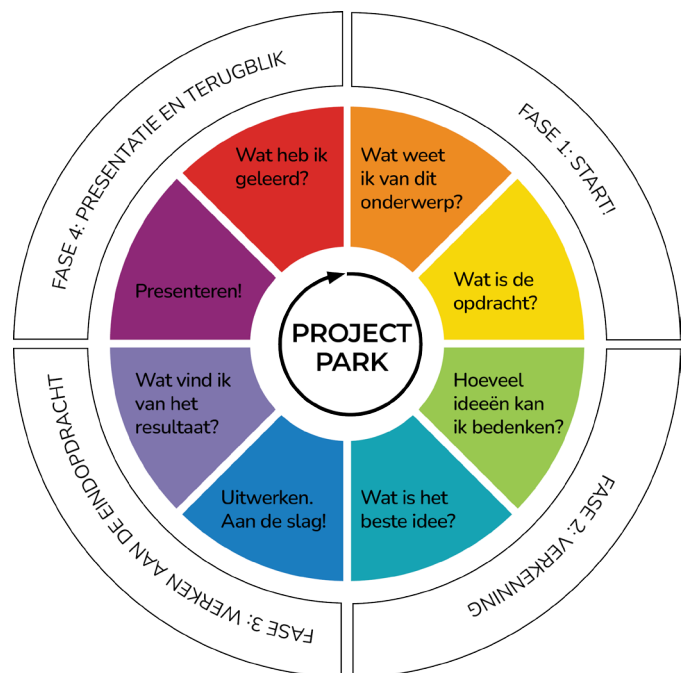 FASE 1: START!
Wat weet
ik van dit
onderwerp?
Wat is de
opdracht?
FASE 2: VERKENNING
Hoeveel
ideeën kan
ik bedenken?
Wat is het
beste idee?
FASE 3: WERKEN AAN DE EINDOPDRACHT
Uitwerken.
Aan de slag!
Wat vind ik
van het
resultaat?
FASE 4: PRESENTATIE EN TERUGBLIK
Presenteren!
Wat heb ik
geleerd?
PROJECT
PARK